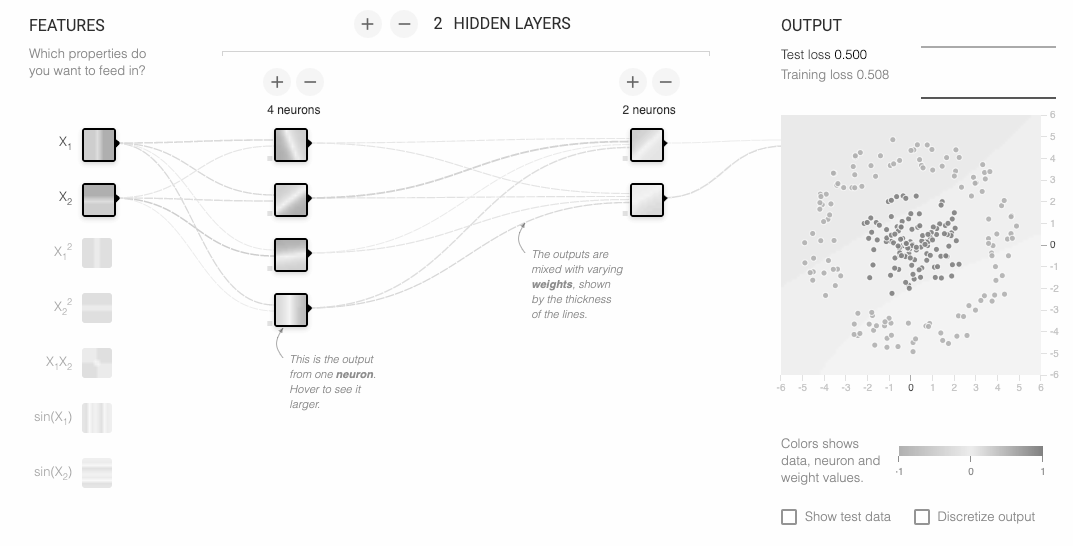 FEATURES
Which properties do
you want to feed in?
+ − 2 HIDDEN LAYERS
+ −
4 neurons
+ −
2 neurons
X1
X2
X1²
X2²
X1X2
sin(X1)
sin(X2)
This is the output
from one neuron.
Hover to see it
larger.
The outputs are
mixed with varying
weights, shown
by the thickness
of the lines.
OUTPUT
Test loss 0.500
Training loss 0.508
6
5
4
3
2
1
0
-1
-2
-3
-4
-5
-6
-6 -5 -4 -3 -2 -1 0 1 2 3 4 5 6
Colors shows
data, neuron and
weight values.
-1 0 1
Show test data
Discretize output